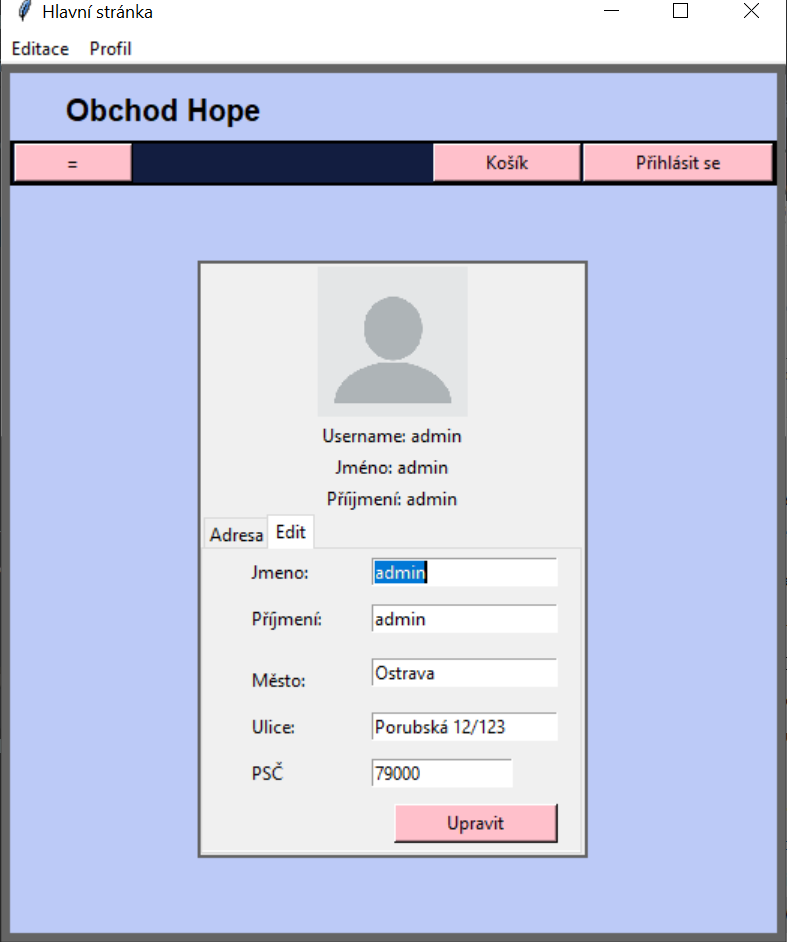 Hlavní stránka
Editace Profil
Obchod Hope
= Košík Přihlásit se
Username: admin
Jméno: admin
Příjmení: admin
Adresa Edit
Jmeno: admin
Příjmení: admin
Město: Ostrava
Ulice: Porubská 12/123
PSČ 79000
Upravit